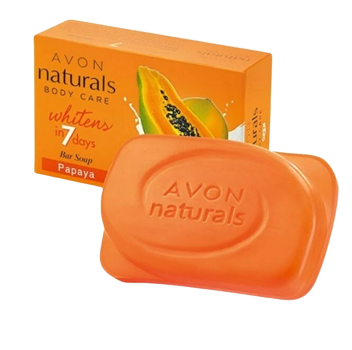 AVON
naturals
BODY CARE
whitens
in 7 days
Bar Soap
Papaya
AVON
naturals